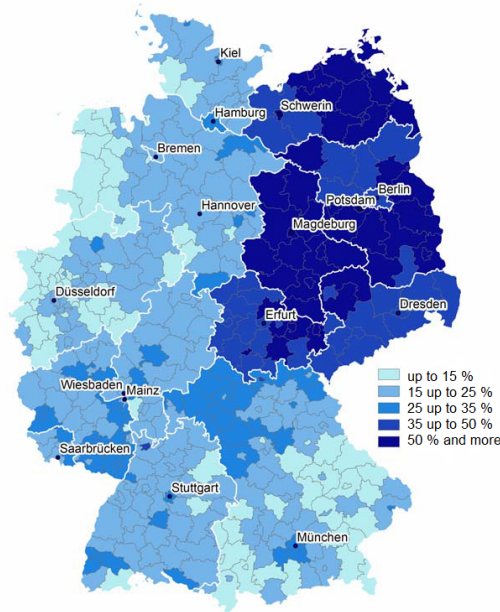 Kiel
Schwerin
Hamburg
Bremen
Berlin
Hannover
Potsdam
Magdeburg
Düsseldorf
Dresden
Erfurt
Wiesbaden
Mainz
Saarbrücken
Stuttgart
München
up to 15 %
15 up to 25 %
25 up to 35 %
35 up to 50 %
50 % and more